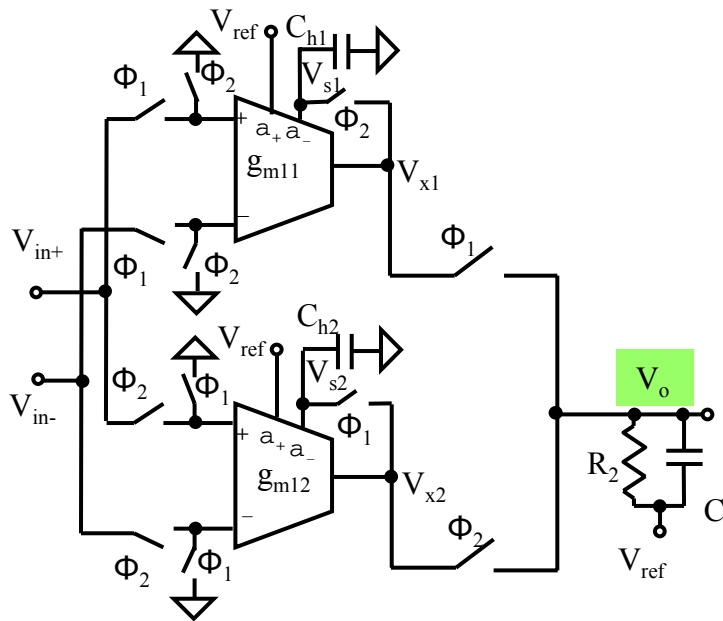 V_ref
C_h1
Φ_1
Φ_2
V_s1
Φ_2
+
a_+ a_-
g_m11
V_x1
−
V_in+
Φ_1
Φ_2
Φ_1
V_ref
C_h2
V_s2
Φ_2
Φ_1
Φ_1
V_o
V_in-
+
a_+ a_-
g_m12
V_x2
R_2
C
−
Φ_2
Φ_1
Φ_2
V_ref